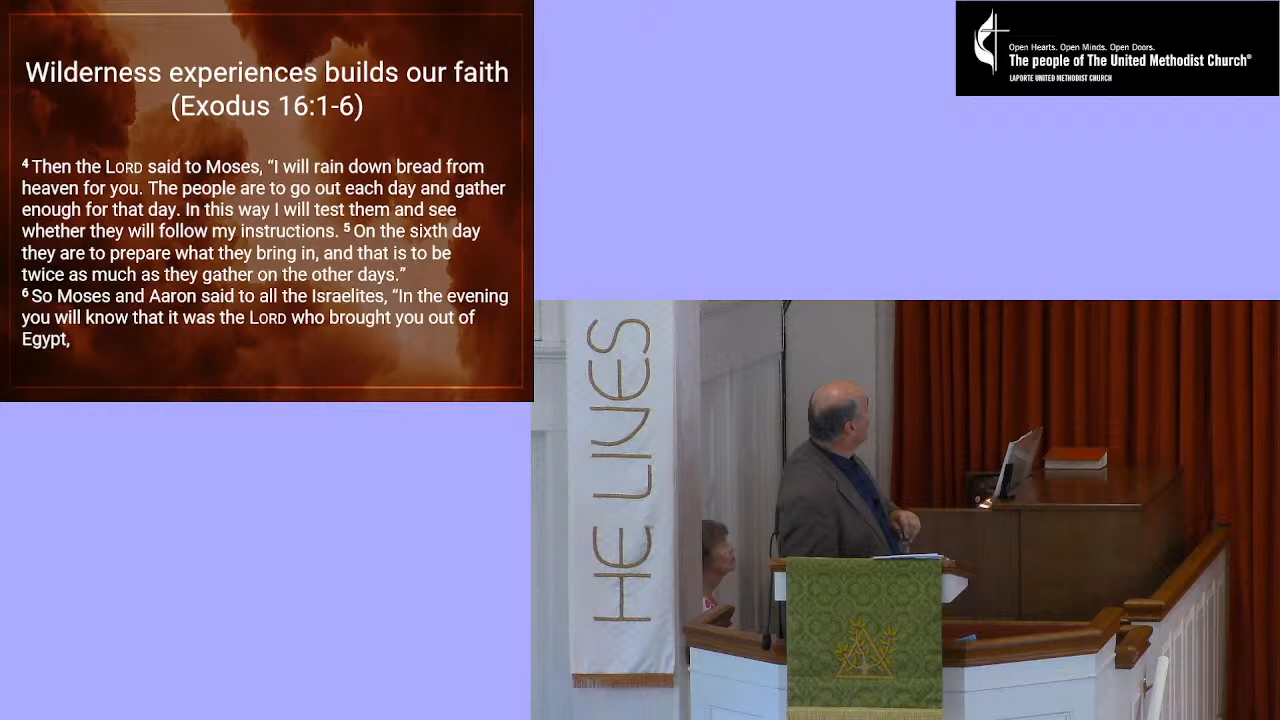 Wilderness experiences builds our faith
(Exodus 16:1-6)
4 Then the LORD said to Moses, “I will rain down bread from
heaven for you. The people are to go out each day and gather
enough for that day. In this way I will test them and see
whether they will follow my instructions. 5 On the sixth day
they are to prepare what they bring in, and that is to be
twice as much as they gather on the other days.”
6 So Moses and Aaron said to all the Israelites, “In the evening
you will know that it was the LORD who brought you out of
Egypt,
Open Hearts. Open Minds. Open Doors.
The people of The United Methodist Church®
LAPORTE UNITED METHODIST CHURCH
HE LIVES